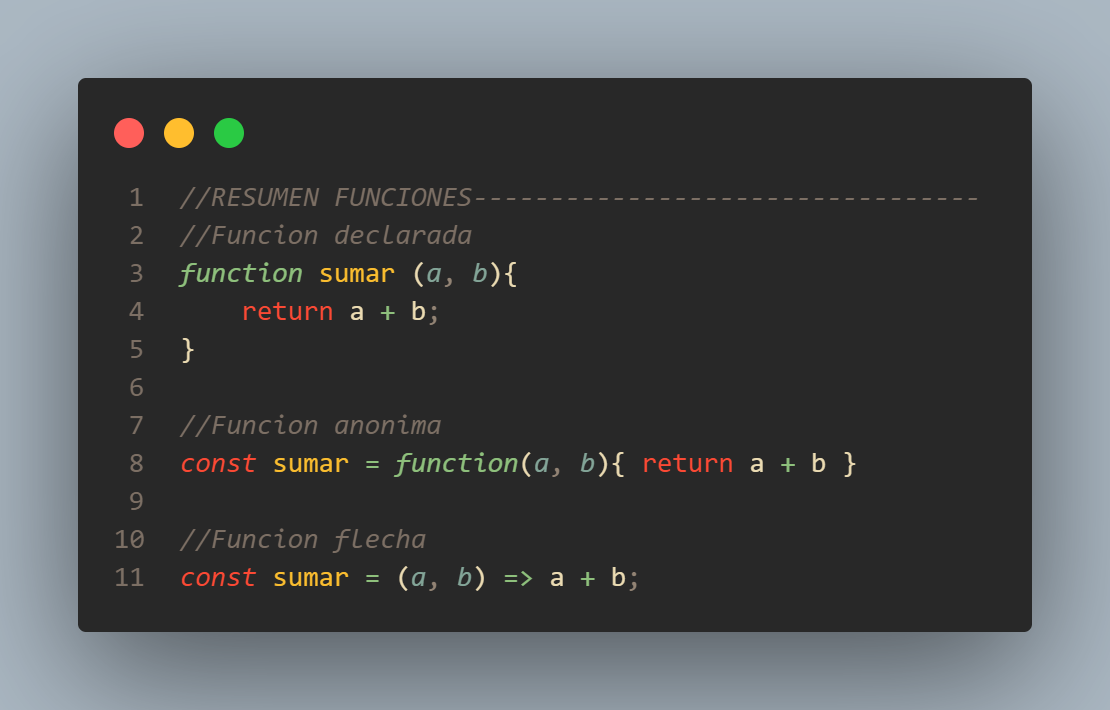 1 //RESUMEN FUNCIONES---------------------------------
2 //Funcion declarada
3 function sumar (a, b){
4     return a + b;
5 }
6
7 //Funcion anonima
8 const sumar = function(a, b){ return a + b }
9
10 //Funcion flecha
11 const sumar = (a, b) => a + b;